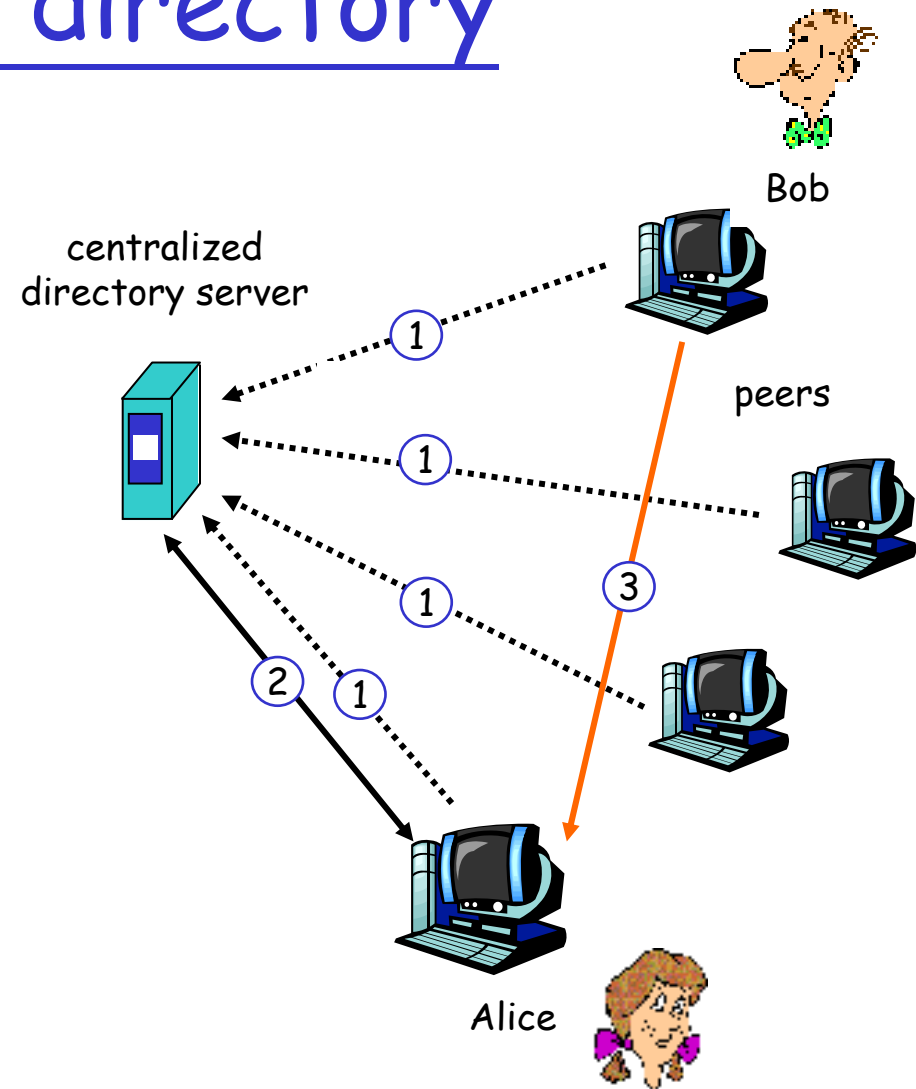 directory
Bob
centralized
directory server
1
peers
1
3
1
2
1
Alice